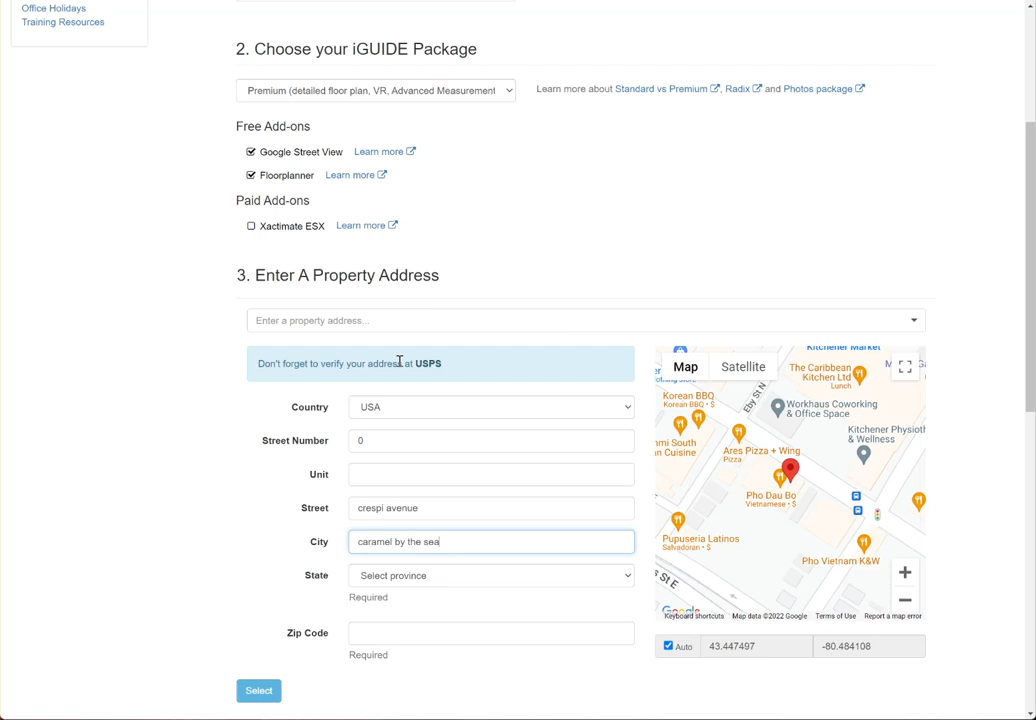 Office Holidays
Training Resources
2. Choose your iGUIDE Package
Premium (detailed floor plan, VR, Advanced Measurement
Learn more about Standard vs Premium, Radix and Photos package
Free Add-ons
Google Street View Learn more
Floorplanner Learn more
Paid Add-ons
Xactimate ESX Learn more
3. Enter A Property Address
Enter a property address...
Don't forget to verify your address at USPS
Country USA
Street Number 0
Unit
Street crespi avenue
City caramel by the sea
State Select province
Required
Zip Code
Required
Select
Kitchener Market
Map Satellite
The Caribbean
Kitchen Ltd
Lunch
Korean BBQ
Korean BBQ • $
Eby St N
Workhaus Coworking
& Office Space
Kitchener Physioth
& Wellness
Ares Pizza + Wing
Pizza
Pho Dau Bo
Vietnamese • $
Pupuseria Latinos
Salvadoran • $
Pho Vietnam K&W
St E
Google
Keyboard shortcuts Map data ©2022 Google Terms of Use Report a map error
Auto 43.447497 -80.484108